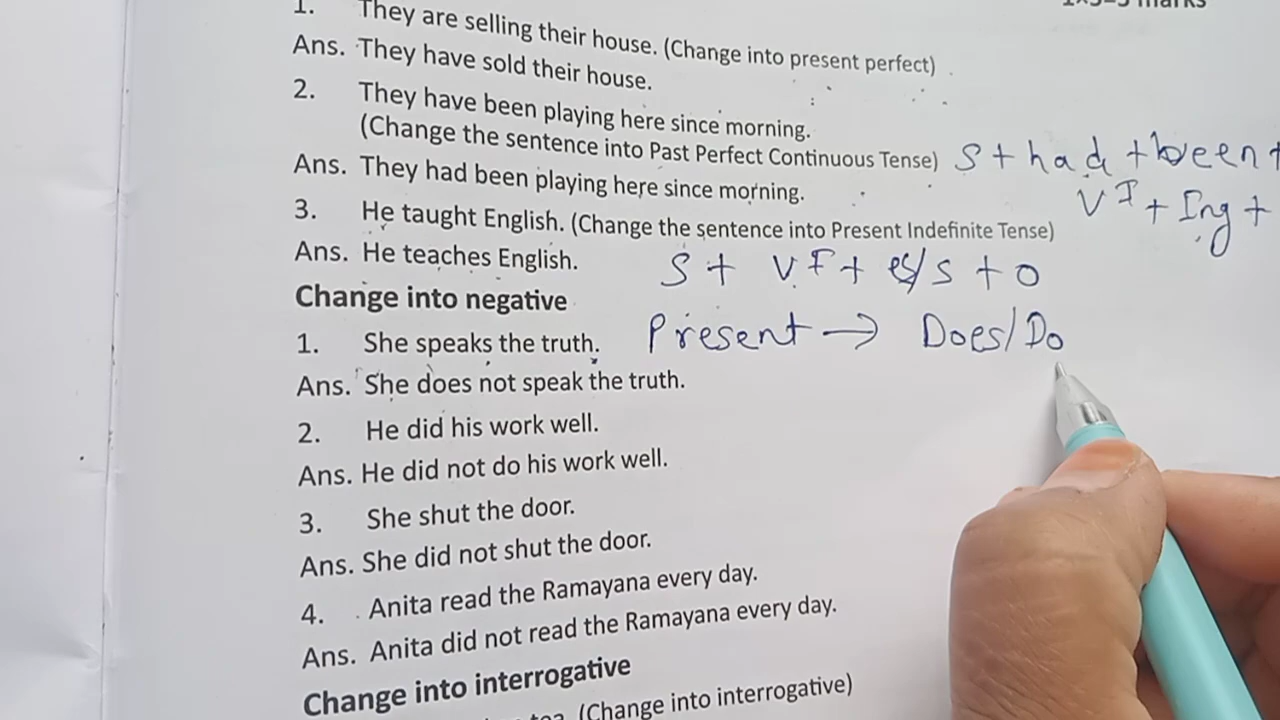 1. They are selling their house. (Change into present perfect)
Ans. They have sold their house.
2. They have been playing here since morning.
(Change the sentence into Past Perfect Continuous Tense) S + had + been +
V I + Ing +
Ans. They had been playing here since morning.
3. He taught English. (Change the sentence into Present Indefinite Tense)
Ans. He teaches English. S + V I + es/s + o
Change into negative
1. She speaks the truth. Present → Does/Do
Ans. She does not speak the truth.
2. He did his work well.
Ans. He did not do his work well.
3. She shut the door.
Ans. She did not shut the door.
4. Anita read the Ramayana every day.
Ans. Anita did not read the Ramayana every day.
Change into interrogative
(Change into interrogative)